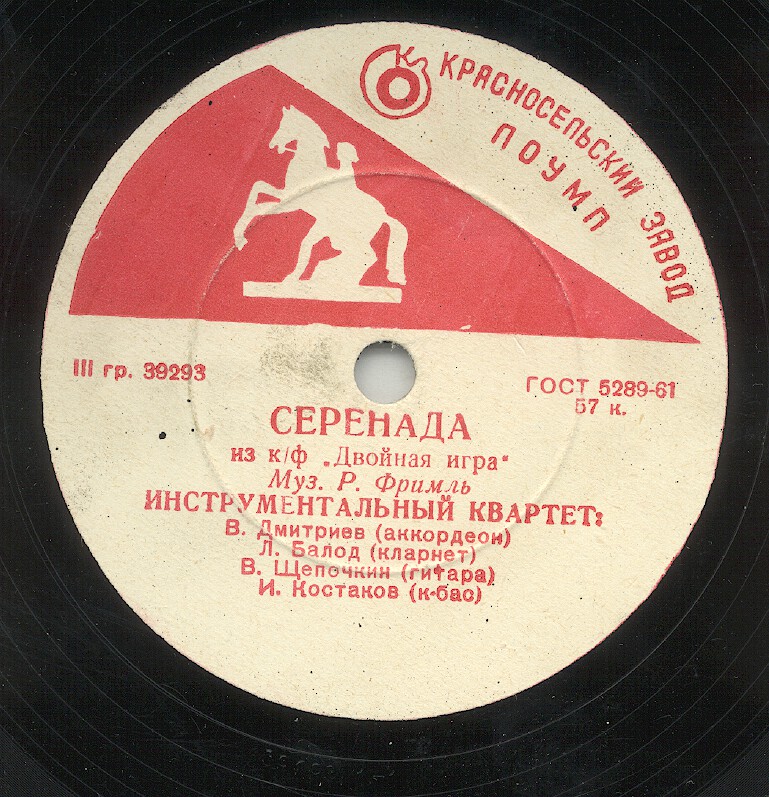 КРАСНОСЕЛЬСКИЙ ЗАВОД
ПОУМП
III гр. 39293
ГОСТ 5289-61
57 к.
СЕРЕНАДА
из к/ф „Двойная игра"
Муз. Р. Фримль
ИНСТРУМЕНТАЛЬНЫЙ КВАРТЕТ:
В. Дмитриев (аккордеон)
Л. Балод (кларнет)
В. Щепочкин (гитара)
И. Костаков (к-бас)